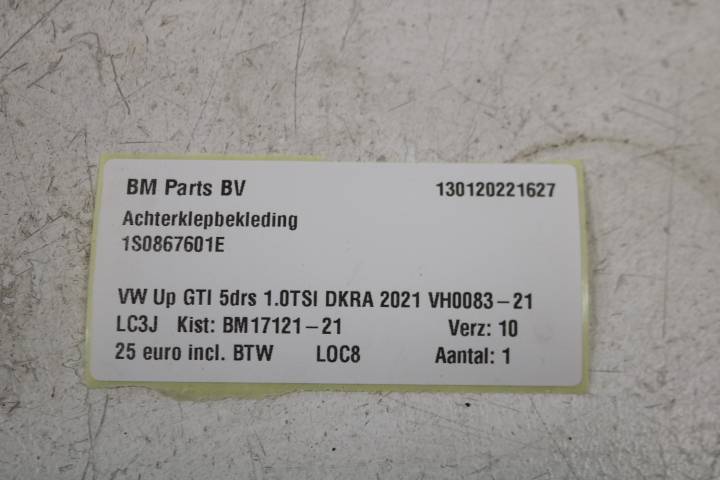 BM Parts BV 130120221627
Achterklepbekleding
1S0867601E
VW Up GTI 5drs 1.0TSI DKRA 2021 VH0083-21
LC3J Kist: BM17121-21 Verz: 10
25 euro incl. BTW LOC8 Aantal: 1